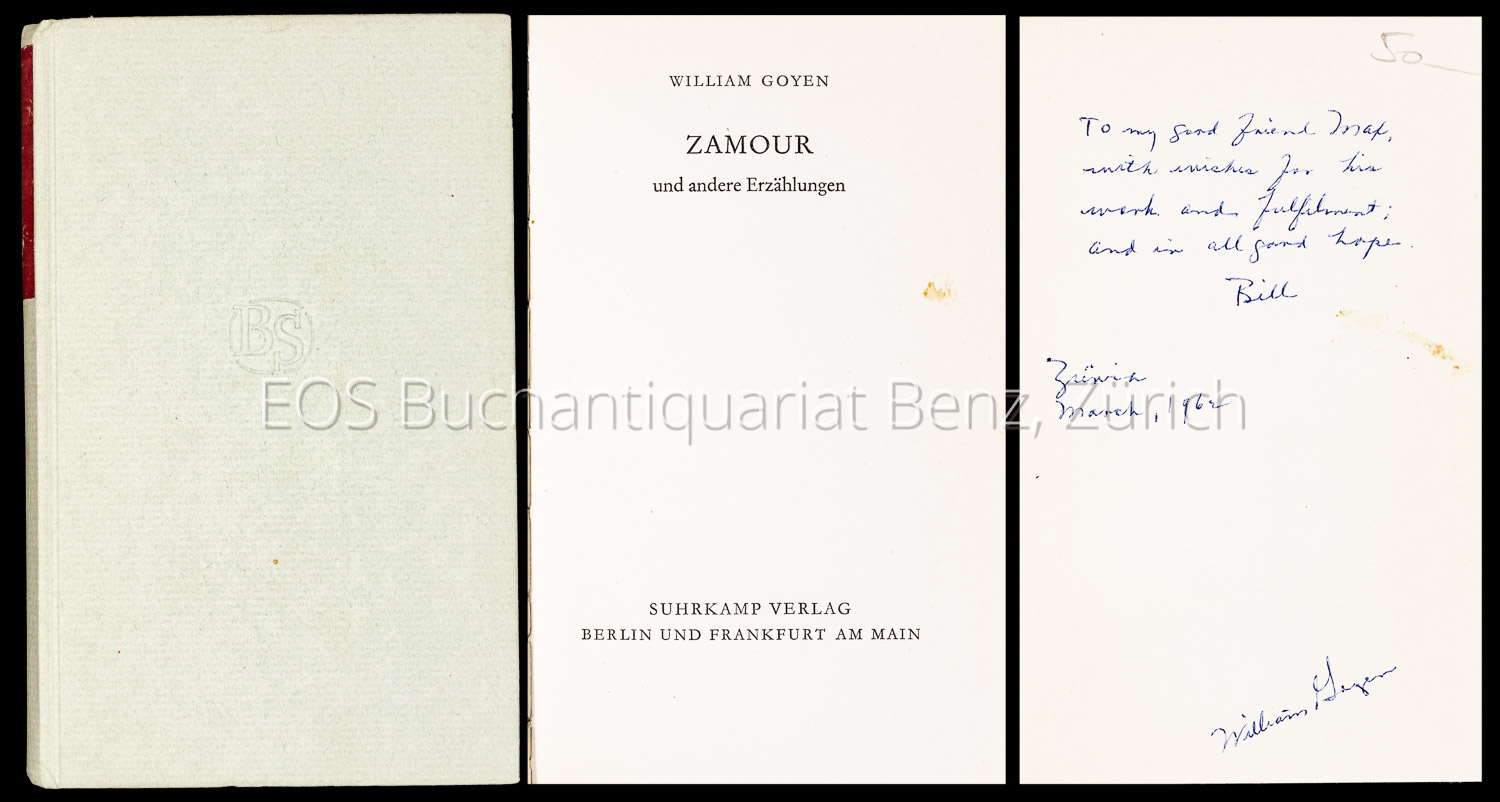 BS
WILLIAM GOYEN
ZAMOUR
und andere Erzählungen
SUHRKAMP VERLAG
BERLIN UND FRANKFURT AM MAIN
50
To my good friend Max,
with wishes for his
work and fulfilment;
and in all good hope.
Bill
Zürich
March, 1962
William Goyen
EOS Buchantiquariat Benz, Zürich